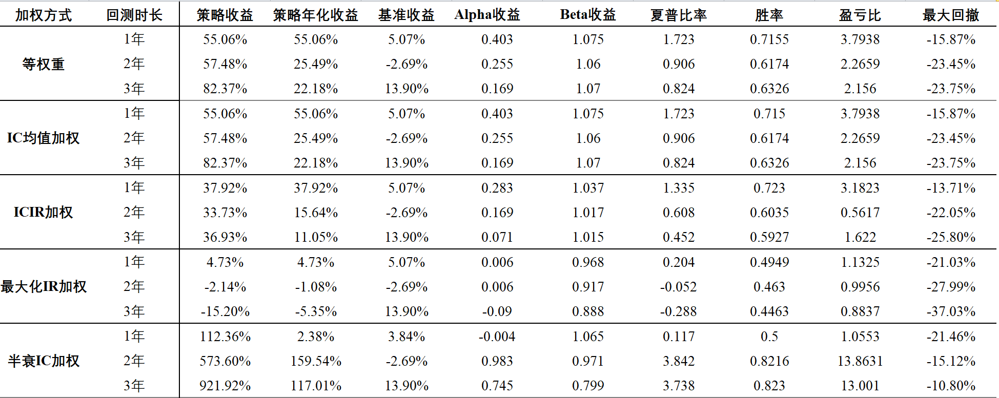 加权方式 回测时长 策略收益 策略年化收益 基准收益 Alpha收益 Beta收益 夏普比率 胜率 盈亏比 最大回撤
1年 55.06% 55.06% 5.07% 0.403 1.075 1.723 0.7155 3.7938 -15.87%
等权重 2年 57.48% 25.49% -2.69% 0.255 1.06 0.906 0.6174 2.2659 -23.45%
3年 82.37% 22.18% 13.90% 0.169 1.07 0.824 0.6326 2.156 -23.75%
1年 55.06% 55.06% 5.07% 0.403 1.075 1.723 0.715 3.7938 -15.87%
IC均值加权 2年 57.48% 25.49% -2.69% 0.255 1.06 0.906 0.6174 2.2659 -23.45%
3年 82.37% 22.18% 13.90% 0.169 1.07 0.824 0.6326 2.156 -23.75%
1年 37.92% 37.92% 5.07% 0.283 1.037 1.335 0.723 3.1823 -13.71%
ICIR加权 2年 33.73% 15.64% -2.69% 0.169 1.017 0.608 0.6035 0.5617 -22.05%
3年 36.93% 11.05% 13.90% 0.071 1.015 0.452 0.5927 1.622 -25.80%
1年 4.73% 4.73% 5.07% 0.006 0.968 0.204 0.4949 1.1325 -21.03%
最大化IR加权 2年 -2.14% -1.08% -2.69% 0.006 0.917 -0.052 0.463 0.9956 -27.99%
3年 -15.20% -5.35% 13.90% -0.09 0.888 -0.288 0.4463 0.8837 -37.03%
1年 112.36% 2.38% 3.84% -0.004 1.065 0.117 0.5 1.0553 -21.46%
半衰IC加权 2年 573.60% 159.54% -2.69% 0.983 0.971 3.842 0.8216 13.8631 -15.12%
3年 921.92% 117.01% 13.90% 0.745 0.799 3.738 0.823 13.001 -10.80%